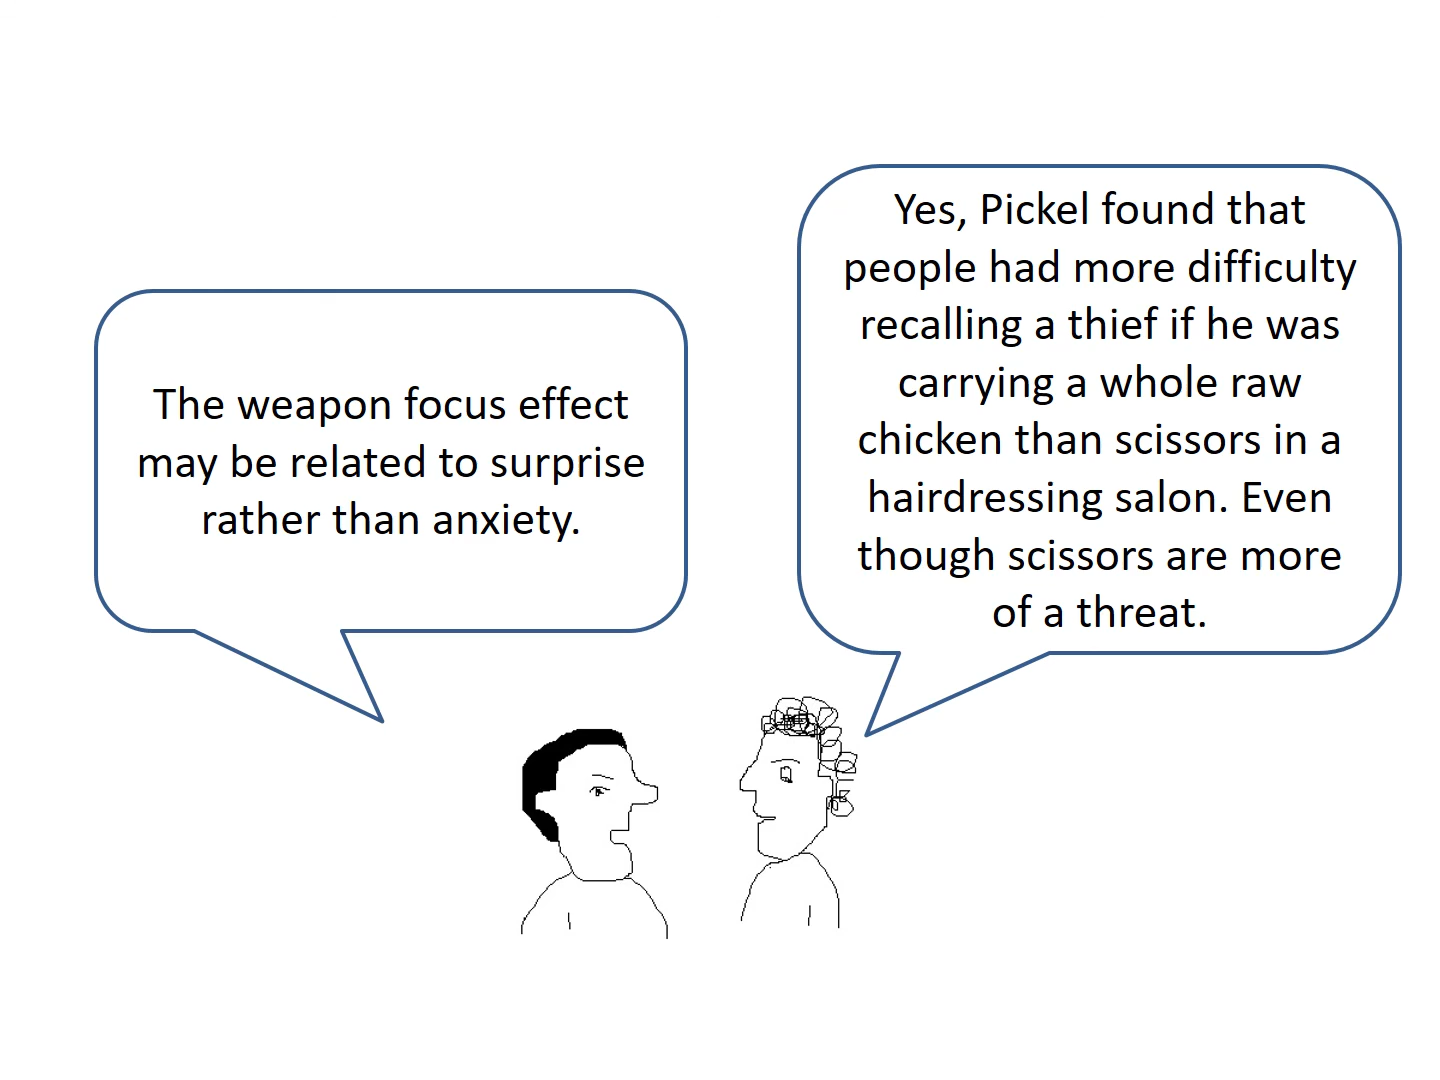 The weapon focus effect
may be related to surprise
rather than anxiety.
Yes, Pickel found that
people had more difficulty
recalling a thief if he was
carrying a whole raw
chicken than scissors in a
hairdressing salon. Even
though scissors are more
of a threat.